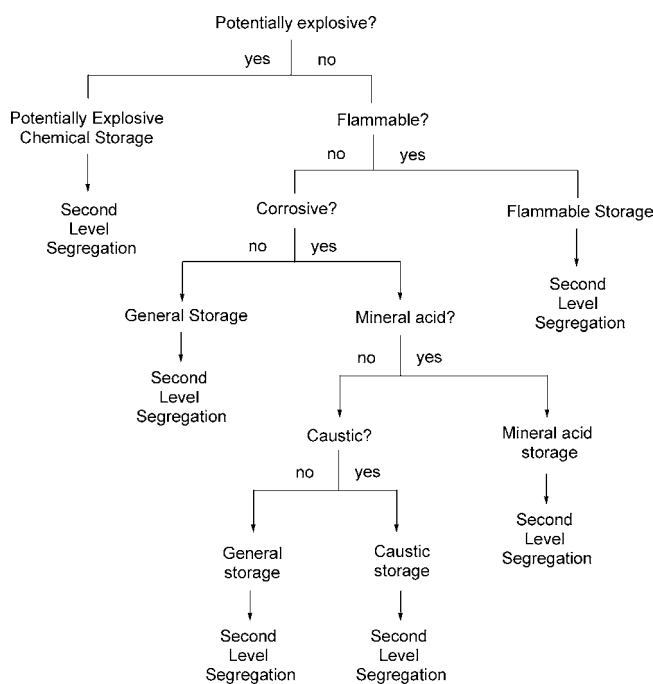 Potentially explosive?
yes no
Potentially Explosive
Chemical Storage
Flammable?
no yes
Second
Level
Segregation
Corrosive?
Flammable Storage
no yes
Second
Level
Segregation
General Storage
Mineral acid?
Second
Level
Segregation
no yes
Caustic?
Mineral acid
storage
no yes
Second
Level
Segregation
General
storage
Caustic
storage
Second
Level
Segregation
Second
Level
Segregation